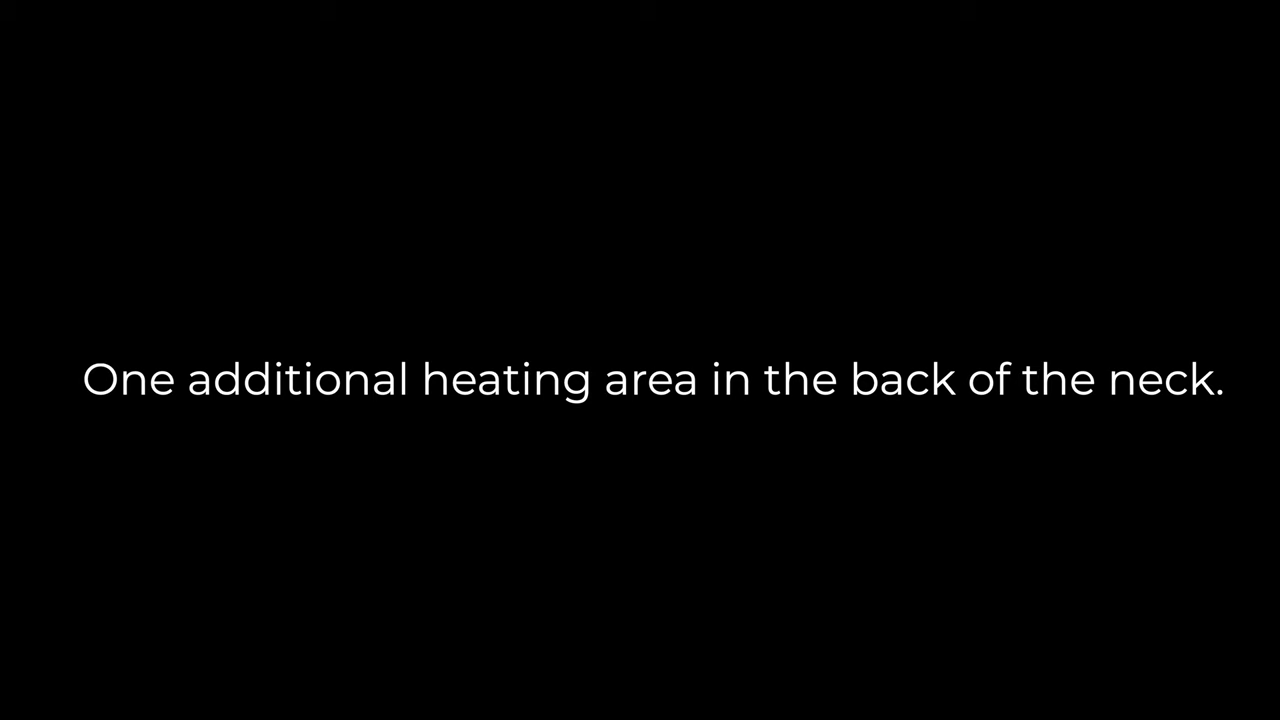 One additional heating area in the back of the neck.